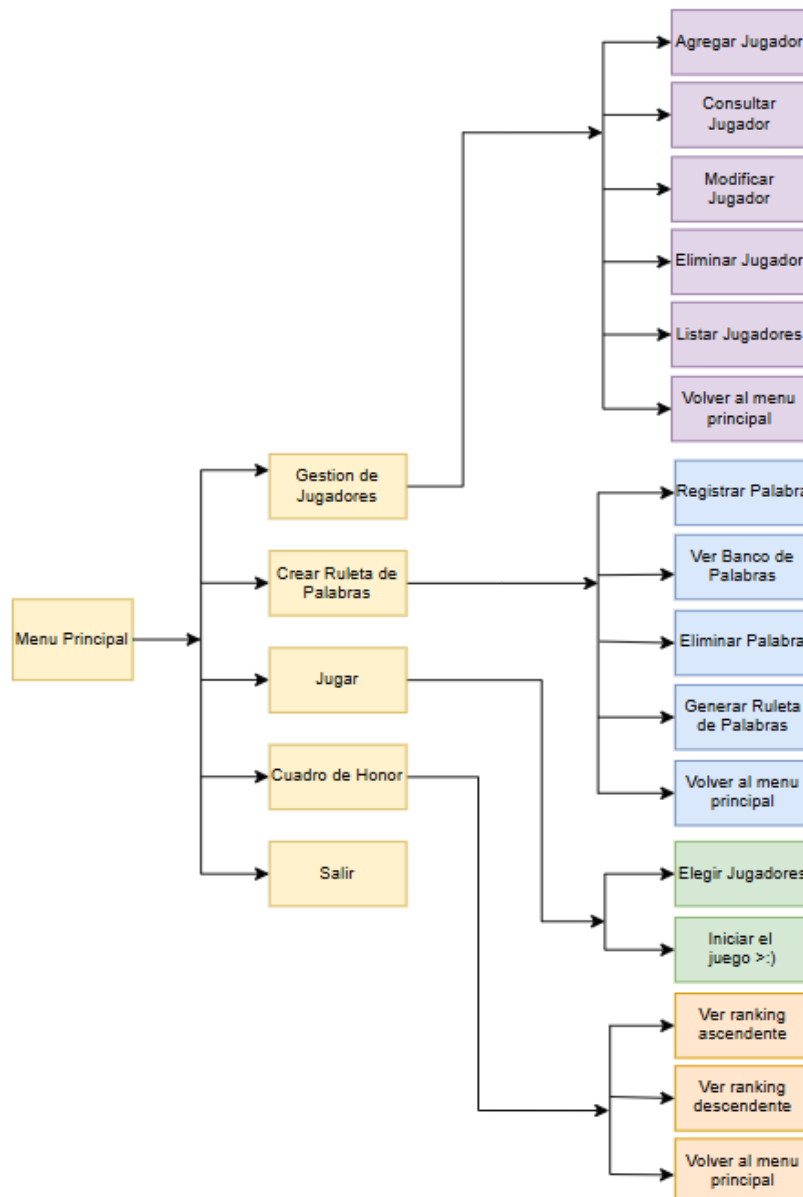 Menu Principal
Gestion de
Jugadores
Crear Ruleta de
Palabras
Jugar
Cuadro de Honor
Salir
Agregar Jugador
Consultar
Jugador
Modificar
Jugador
Eliminar Jugador
Listar Jugadores
Volver al menu
principal
Registrar Palabra
Ver Banco de
Palabras
Eliminar Palabra
Generar Ruleta
de Palabras
Volver al menu
principal
Elegir Jugadores
Iniciar el
juego >:)
Ver ranking
ascendente
Ver ranking
descendente
Volver al menu
principal